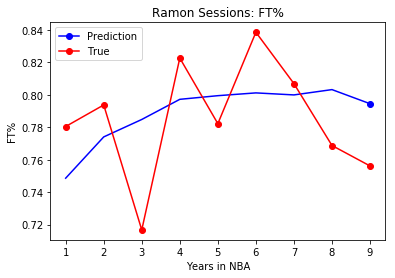 Ramon Sessions: FT%
Prediction
True
FT%
0.84
0.82
0.80
0.78
0.76
0.74
0.72
1 2 3 4 5 6 7 8 9
Years in NBA